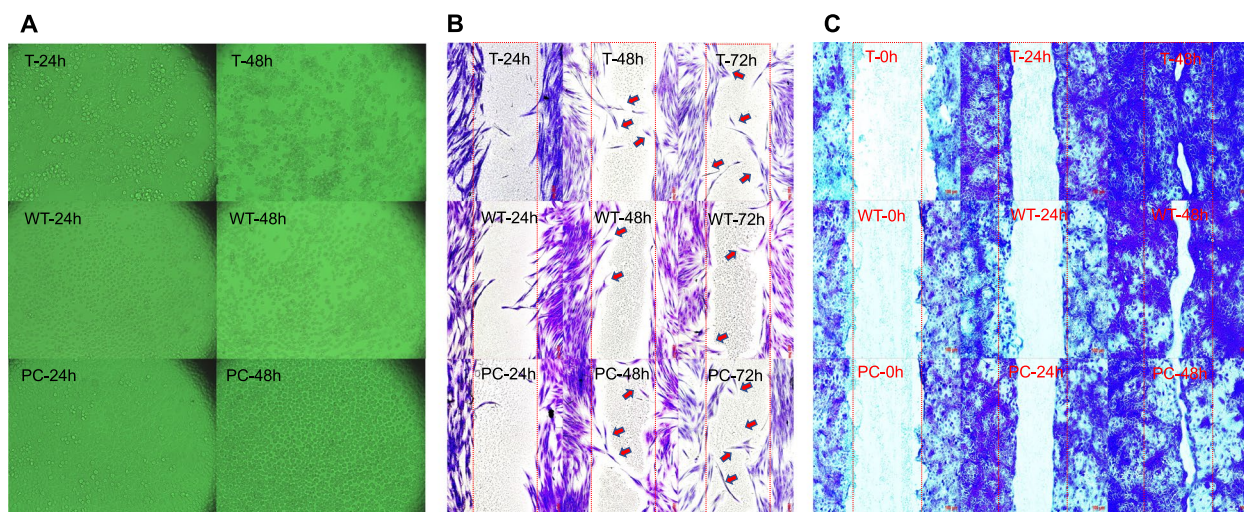 A
B
C
T-24h
T-48h
WT-24h
WT-48h
PC-24h
PC-48h
T-24h
T-48h
T-72h
WT-24h
WT-48h
WT-72h
PC-24h
PC-48h
PC-72h
T-0h
T-24h
T-48h
WT-0h
WT-24h
WT-48h
PC-0h
PC-24h
PC-48h